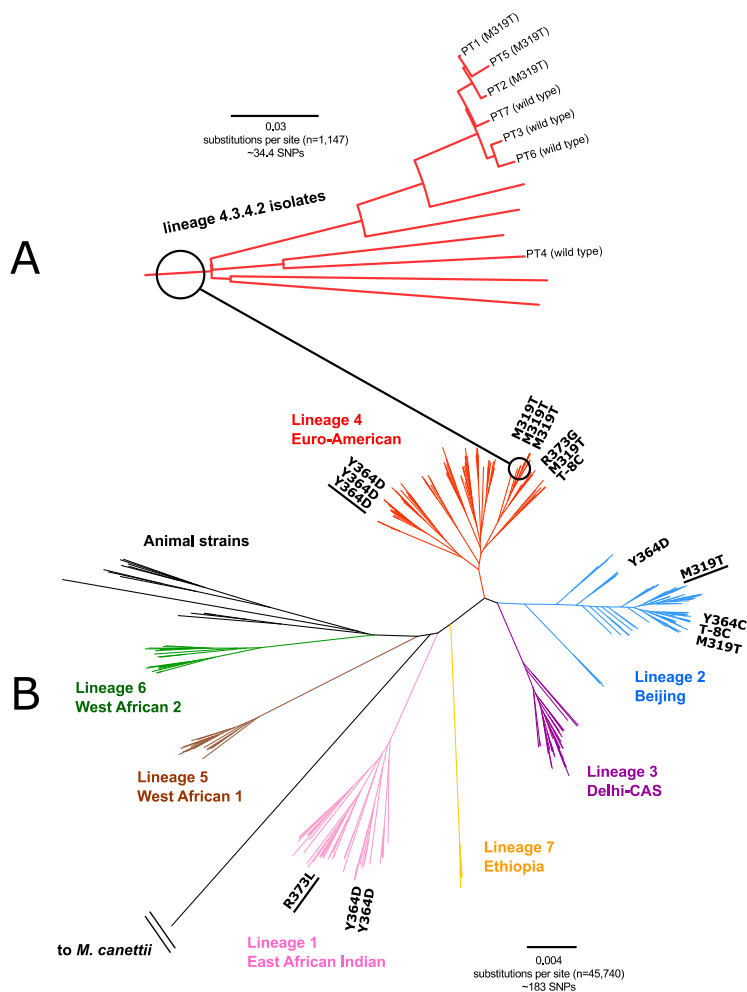 PT1 (M319T)
PT5 (M319T)
PT2 (M319T)
PT7 (wild type)
PT3 (wild type)
PT6 (wild type)
0.03
substitutions per site (n=1,147)
~34.4 SNPs
lineage 4.3.4.2 isolates
A
PT4 (wild type)
Lineage 4
Euro-American
M319T
M319T
M319T
R373G
M319T
T-8C
Y364D
Y364D
Y364D
Animal strains
Y364D
M319T
Y364C
T-8C
M319T
B
Lineage 6
West African 2
Lineage 2
Beijing
Lineage 5
West African 1
Lineage 3
Delhi-CAS
Lineage 7
Ethiopia
R373L
Y364D
Y364D
to M. canettii
Lineage 1
East African Indian
0.004
substitutions per site (n=45,740)
~183 SNPs